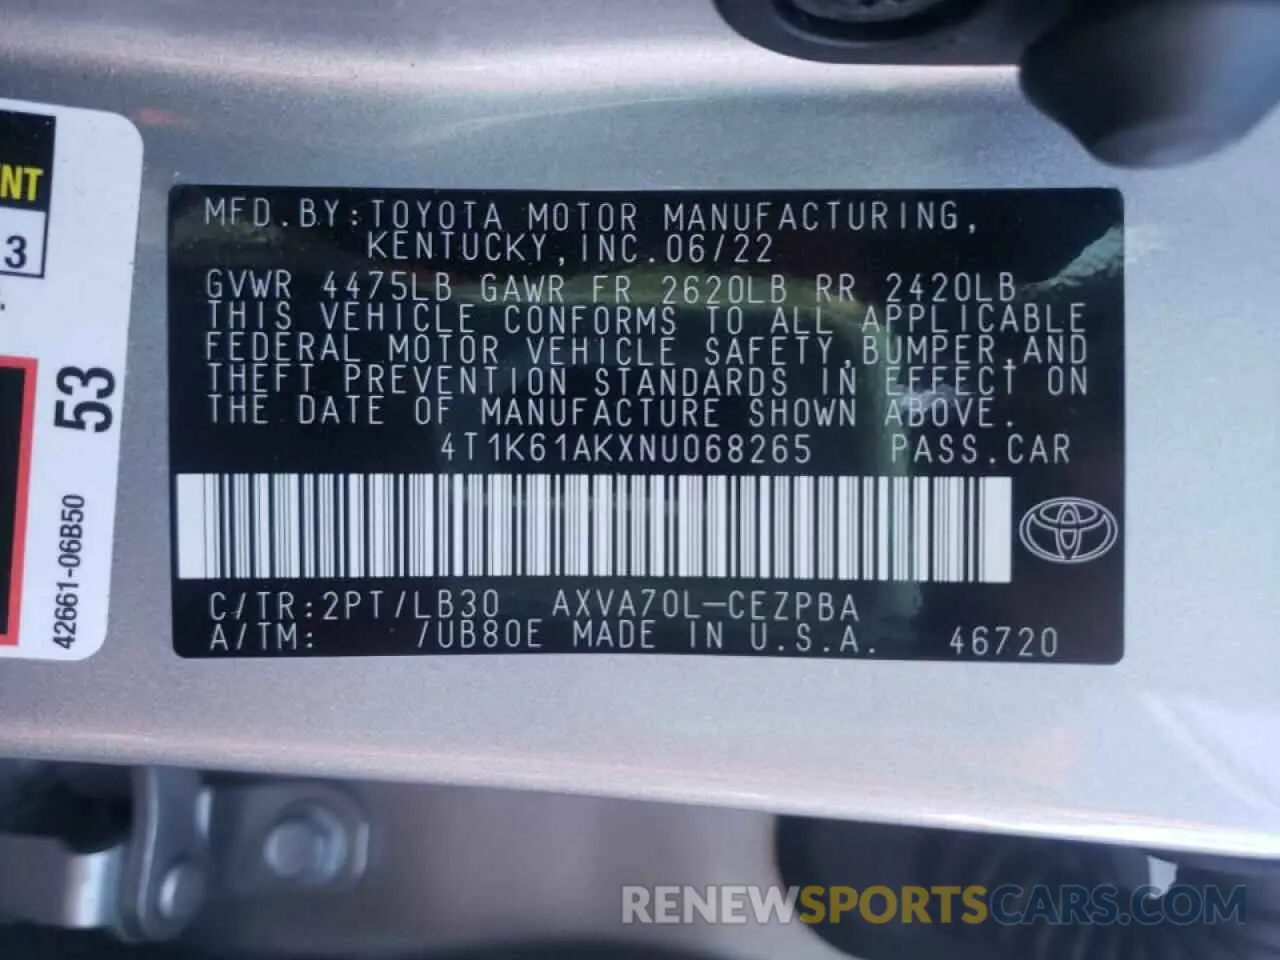 NT
3
53
42661-06B50
MFD.BY:TOYOTA MOTOR MANUFACTURING,
KENTUCKY,INC.06/22
GVWR 4475LB GAWR FR 2620LB RR 2420LB
THIS VEHICLE CONFORMS TO ALL APPLICABLE
FEDERAL MOTOR VEHICLE SAFETY,BUMPER,AND
THEFT PREVENTION STANDARDS IN EFFECT ON
THE DATE OF MANUFACTURE SHOWN ABOVE.
4T1K61AKXNU068265 PASS.CAR
C/TR:2PT/LB30 AXVA70L-CEZPBA
A/TM: /UB80E MADE IN U.S.A. 46720
RENEWSPORTSCARS.COM